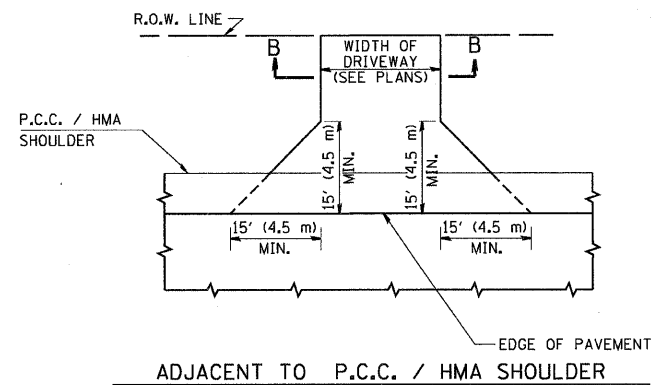 R.O.W. LINE
B
WIDTH OF
DRIVEWAY
(SEE PLANS)
B
P.C.C. / HMA
SHOULDER
15' (4.5 m)
MIN.
15' (4.5 m)
MIN.
15' (4.5 m)
MIN.
15' (4.5 m)
MIN.
EDGE OF PAVEMENT
ADJACENT TO P.C.C. / HMA SHOULDER